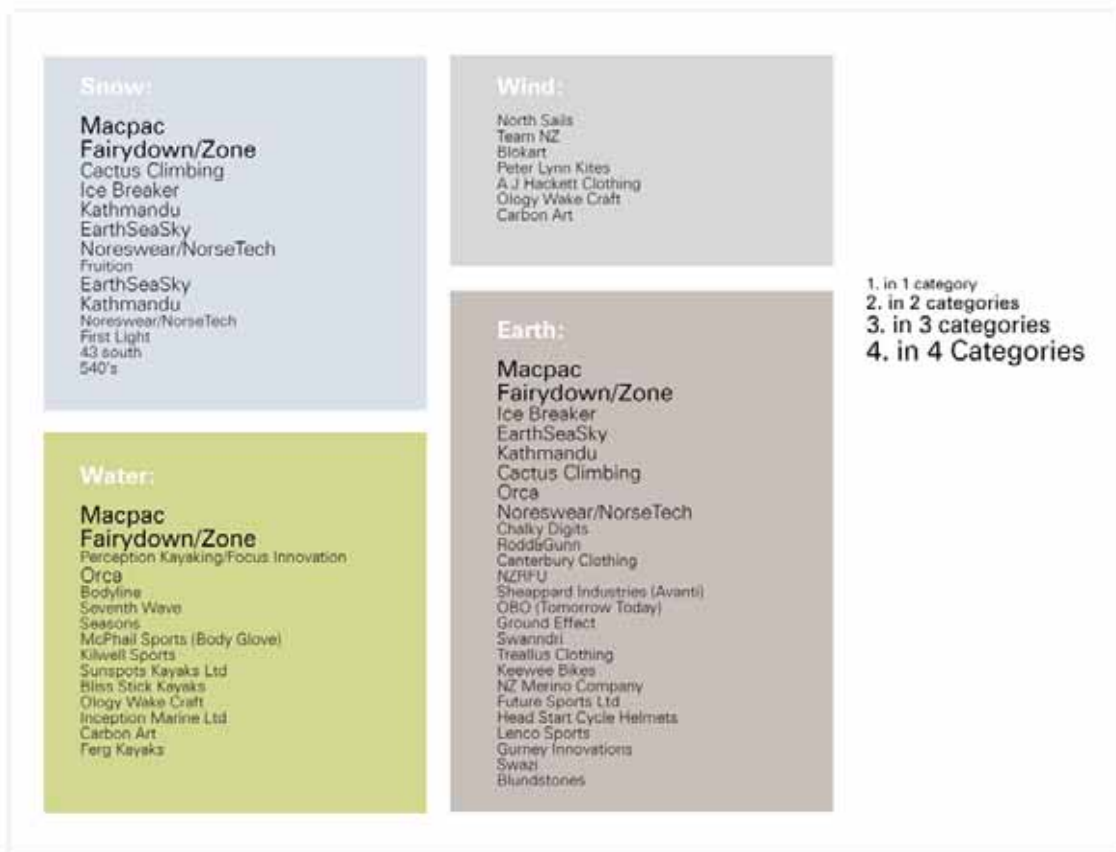 Snow:
Macpac
Fairydown/Zone
Cactus Climbing
Ice Breaker
Kathmandu
EarthSeaSky
Noreswear/NorseTech
Fruition
EarthSeaSky
Kathmandu
Noreswear/NorseTech
First Light
43 south
540's
Water:
Macpac
Fairydown/Zone
Perception Kayaking/Focus Innovation
Orca
Bodyline
Seventh Wave
Seasons
McPhail Sports (Body Glove)
Kilwell Sports
Sunspots Kayaks Ltd
Bliss Stick Kayaks
Ology Wake Craft
Inception Marine Ltd
Carbon Art
Ferg Kayaks
Wind:
North Sails
Team NZ
Blokart
Peter Lynn Kites
A J Hackett Clothing
Ology Wake Craft
Carbon Art
Earth:
Macpac
Fairydown/Zone
Ice Breaker
EarthSeaSky
Kathmandu
Cactus Climbing
Orca
Noreswear/NorseTech
Chalky Digits
Rodd&Gunn
Canterbury Clothing
NZRFU
Sheappard Industries (Avanti)
OBO (Tomorrow Today)
Ground Effect
Swanndri
Treallus Clothing
Keewee Bikes
NZ Merino Company
Future Sports Ltd
Head Start Cycle Helmets
Lenco Sports
Gurney Innovations
Swazi
Blundstones
1. in 1 category
2. in 2 categories
3. in 3 categories
4. in 4 Categories